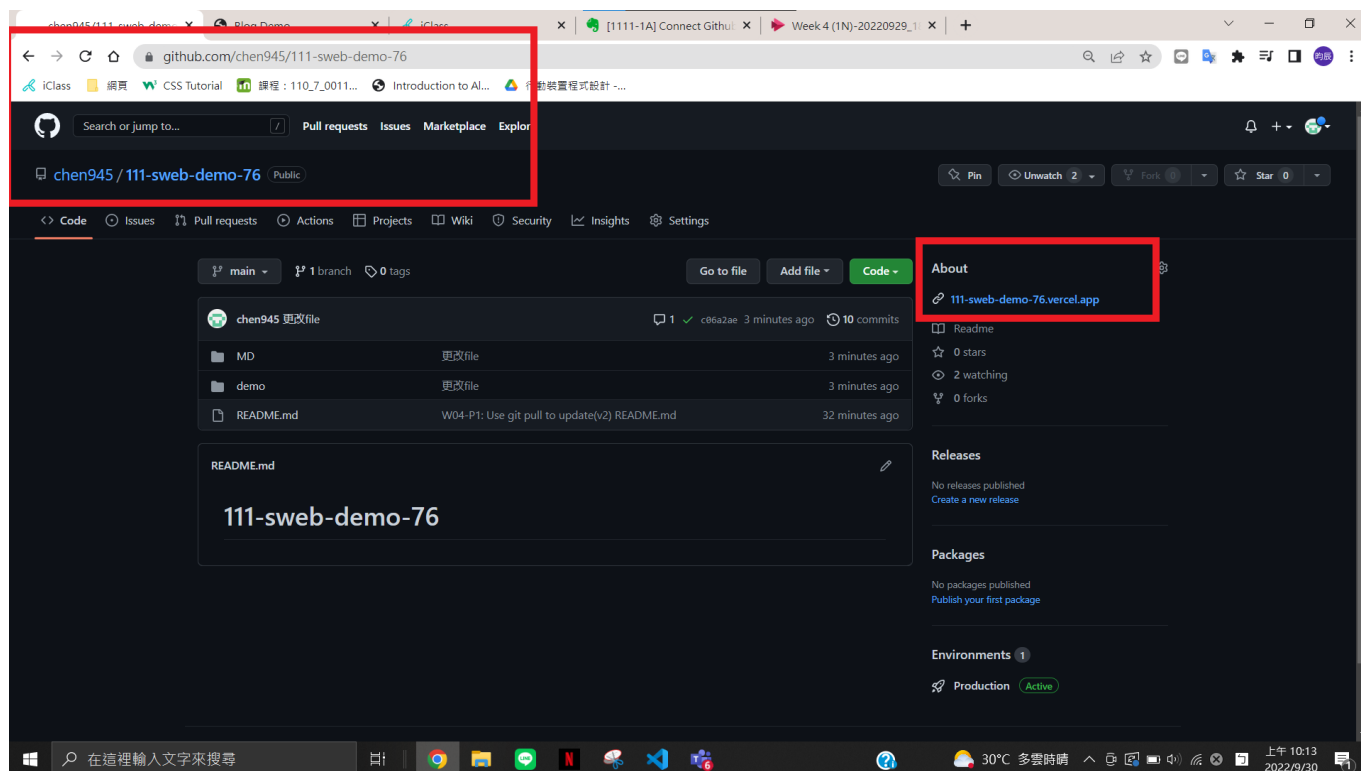 chen945/111-sweb-demo
Blog Demo
iClass
[1111-1A] Connect Githu
Week 4 (1N)-20220929_1
github.com/chen945/111-sweb-demo-76
iClass
網頁
CSS Tutorial
課程：110_7_0011...
Introduction to Al...
動裝置程式設計 -...
Search or jump to...
/
Pull requests
Issues
Marketplace
Explor
chen945 / 111-sweb-demo-76
Public
Pin
Unwatch 2
Fork 0
Star 0
Code
Issues
Pull requests
Actions
Projects
Wiki
Security
Insights
Settings
main
1 branch
0 tags
Go to file
Add file
Code
chen945 更改file
1
c06a2ae 3 minutes ago
10 commits
MD
更改file
3 minutes ago
demo
更改file
3 minutes ago
README.md
W04-P1: Use git pull to update(v2) README.md
32 minutes ago
README.md
111-sweb-demo-76
About
111-sweb-demo-76.vercel.app
Readme
0 stars
2 watching
0 forks
Releases
No releases published
Create a new release
Packages
No packages published
Publish your first package
Environments 1
Production
Active
在這裡輸入文字來搜尋
30°C 多雲時晴
上午 10:13
2022/9/30